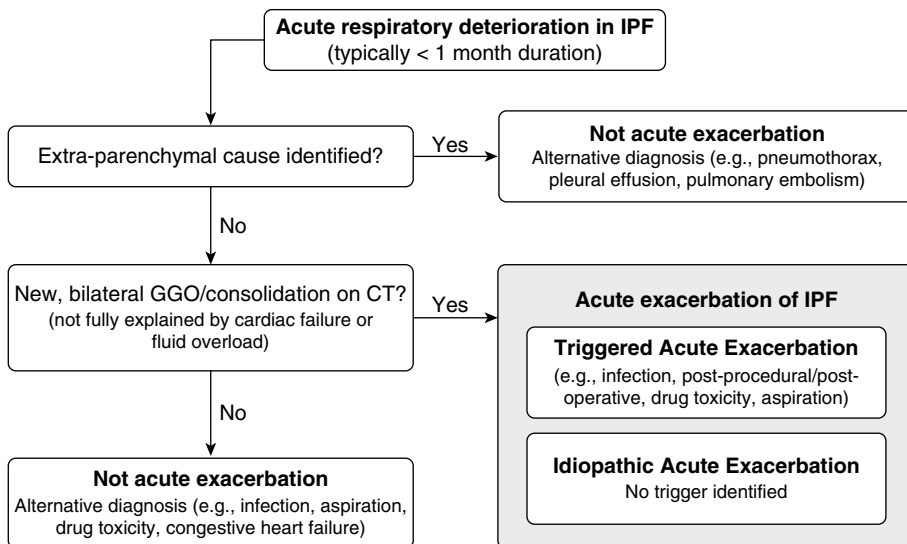 Acute respiratory deterioration in IPF
(typically < 1 month duration)
Extra-parenchymal cause identified?
Yes
Not acute exacerbation
Alternative diagnosis (e.g., pneumothorax,
pleural effusion, pulmonary embolism)
No
New, bilateral GGO/consolidation on CT?
(not fully explained by cardiac failure or
fluid overload)
Yes
Acute exacerbation of IPF
Triggered Acute Exacerbation
(e.g., infection, post-procedural/post-
operative, drug toxicity, aspiration)
Idiopathic Acute Exacerbation
No trigger identified
No
Not acute exacerbation
Alternative diagnosis (e.g., infection, aspiration,
drug toxicity, congestive heart failure)